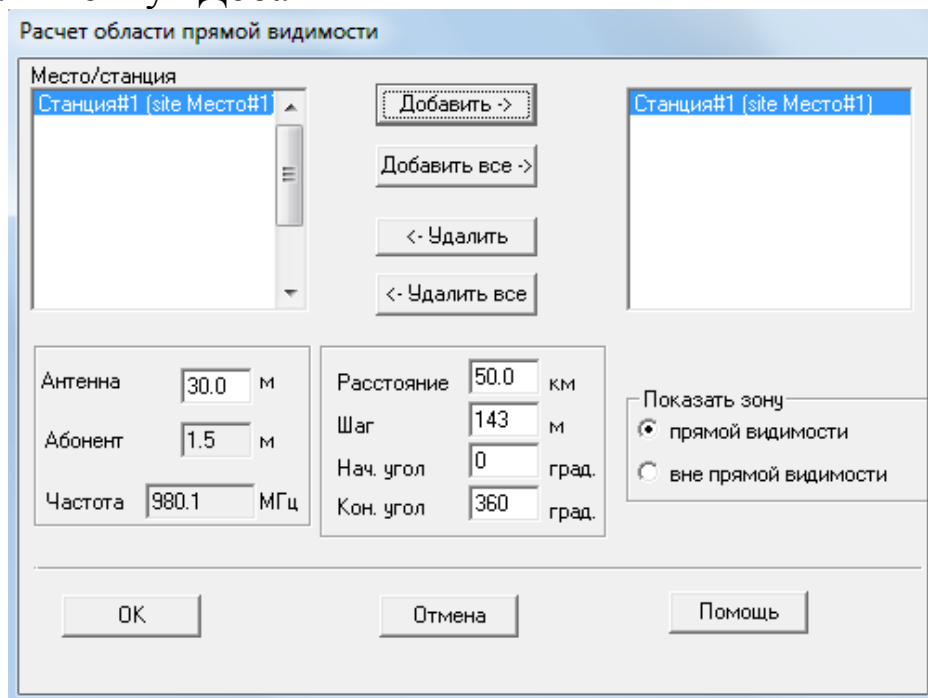 Расчет области прямой видимости
Место/станция
Станция#1 (site Место#1)
Добавить ->
Станция#1 (site Место#1)
Добавить все ->
<- Удалить
<- Удалить все
Антенна 30.0 м
Абонент 1.5 м
Частота 980.1 МГц
Расстояние 50.0 км
Шаг 143 м
Нач. угол 0 град.
Кон. угол 360 град.
Показать зону
прямой видимости
вне прямой видимости
OK
Отмена
Помощь